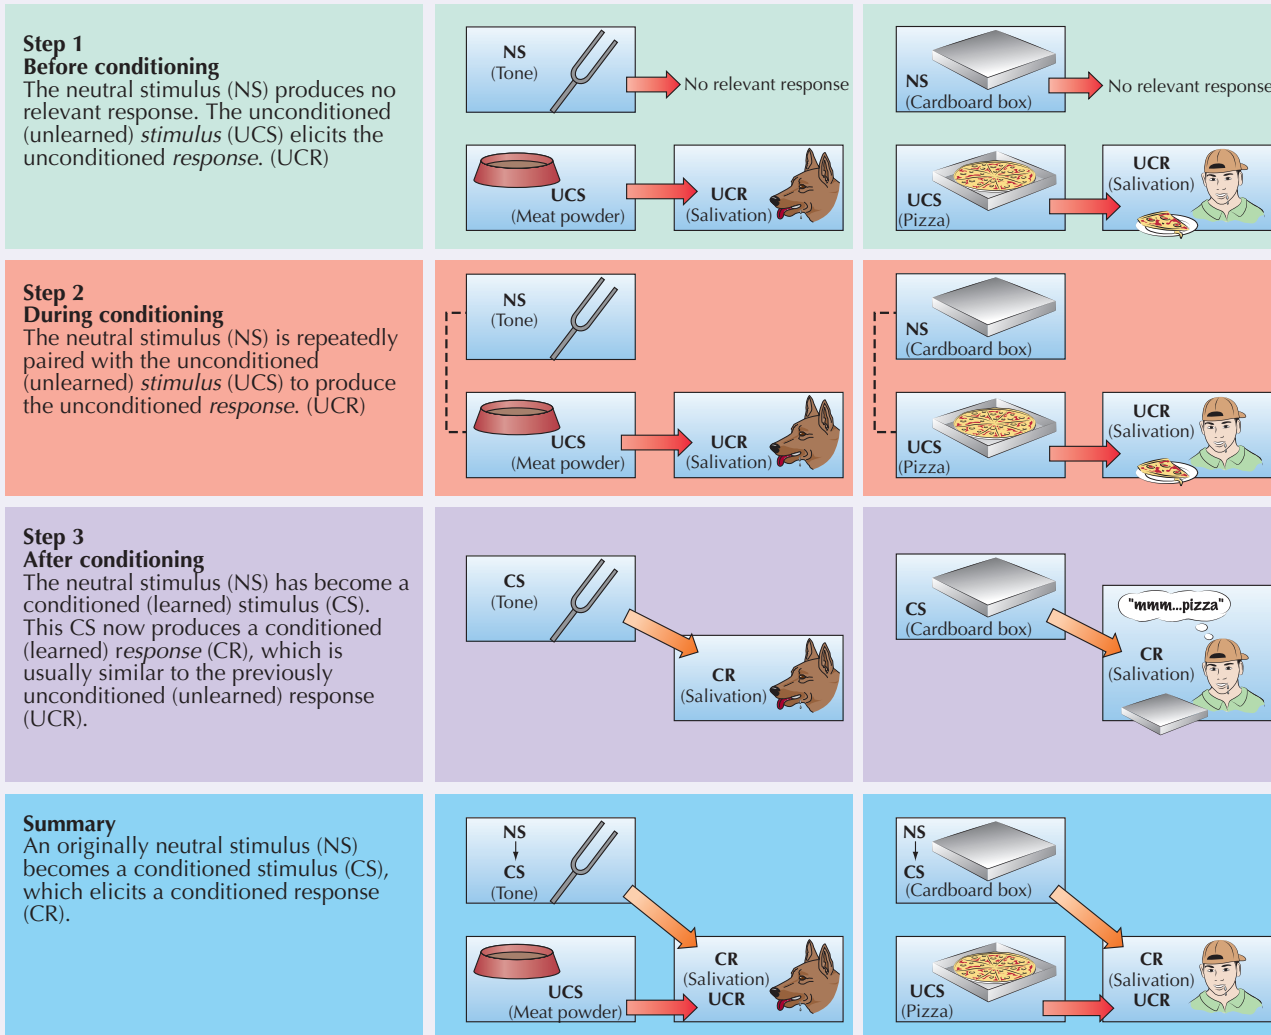 Step 1
Before conditioning
The neutral stimulus (NS) produces no
relevant response. The unconditioned
(unlearned) stimulus (UCS) elicits the
unconditioned response. (UCR)
NS
(Tone)
No relevant response
UCS
(Meat powder)
UCR
(Salivation)
NS
(Cardboard box)
No relevant response
UCS
(Pizza)
UCR
(Salivation)
Step 2
During conditioning
The neutral stimulus (NS) is repeatedly
paired with the unconditioned
(unlearned) stimulus (UCS) to produce
the unconditioned response. (UCR)
NS
(Tone)
UCS
(Meat powder)
UCR
(Salivation)
NS
(Cardboard box)
UCS
(Pizza)
UCR
(Salivation)
Step 3
After conditioning
The neutral stimulus (NS) has become a
conditioned (learned) stimulus (CS).
This CS now produces a conditioned
(learned) response (CR), which is
usually similar to the previously
unconditioned (unlearned) response
(UCR).
CS
(Tone)
CR
(Salivation)
CS
(Cardboard box)
"mmm...pizza"
CR
(Salivation)
Summary
An originally neutral stimulus (NS)
becomes a conditioned stimulus (CS),
which elicits a conditioned response
(CR).
NS
CS
(Tone)
UCS
(Meat powder)
CR
(Salivation)
UCR
NS
CS
(Cardboard box)
UCS
(Pizza)
CR
(Salivation)
UCR